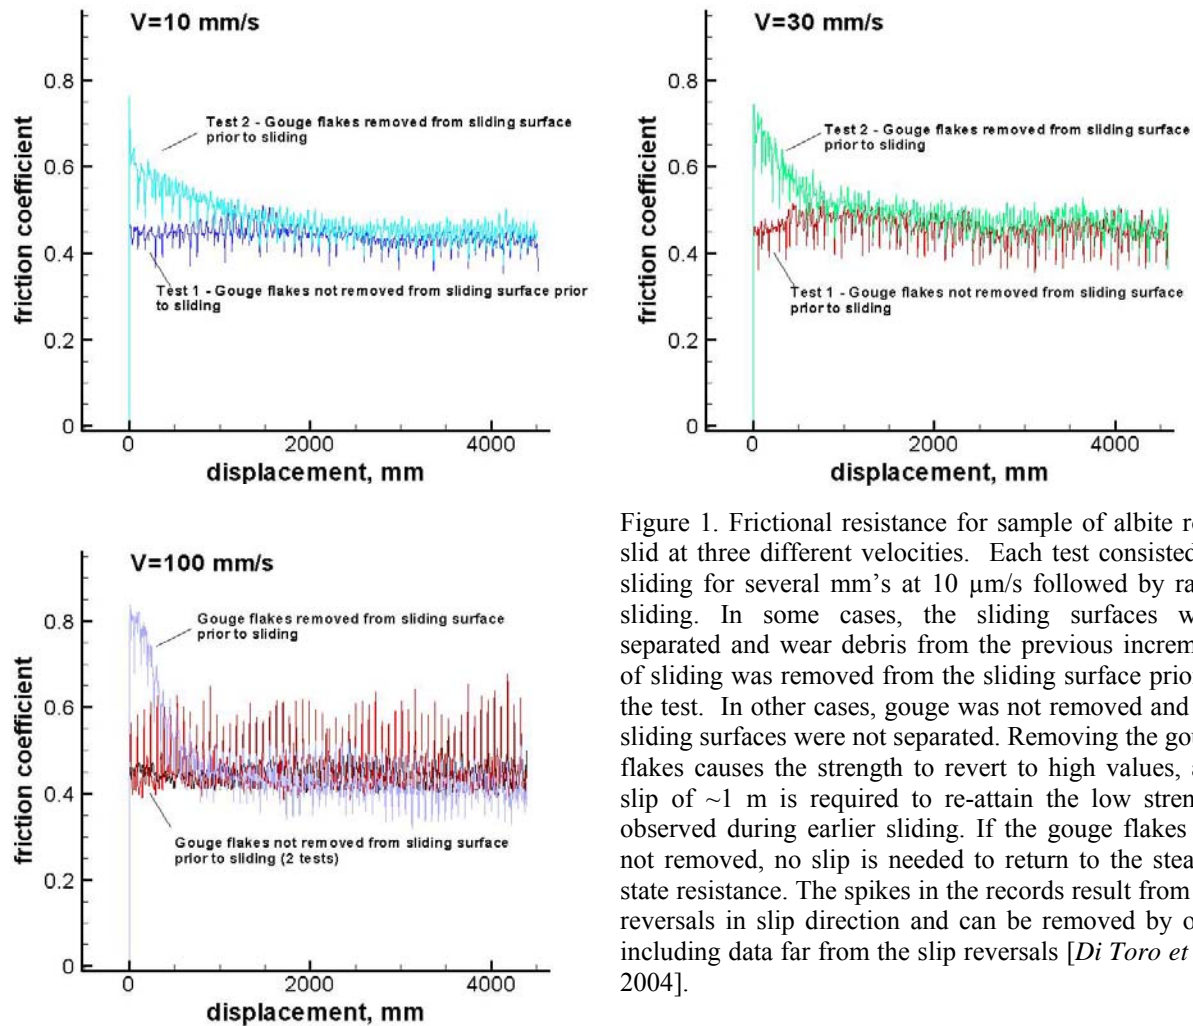 V=10 mm/s
0.8
0.6
0.4
0.2
0
friction coefficient
Test 2 - Gouge flakes removed from sliding surface
prior to sliding
Test 1 - Gouge flakes not removed from sliding surface prior
to sliding
0
2000
4000
displacement, mm
V=30 mm/s
0.8
0.6
0.4
0.2
0
friction coefficient
Test 2 - Gouge flakes removed from sliding surface
prior to sliding
Test 1 - Gouge flakes not removed from sliding surface
prior to sliding
0
2000
4000
displacement, mm
V=100 mm/s
0.8
0.6
0.4
0.2
0
friction coefficient
Gouge flakes removed from sliding surface
prior to sliding
Gouge flakes not removed from sliding surface
prior to sliding (2 tests)
0
2000
4000
displacement, mm
Figure 1. Frictional resistance for sample of albite
slid at three different velocities. Each test consisted
sliding for several mm's at 10 µm/s followed by
sliding. In some cases, the sliding surfaces
separated and wear debris from the previous
of sliding was removed from the sliding surface prior
the test. In other cases, gouge was not removed and
sliding surfaces were not separated. Removing the
flakes causes the strength to revert to high values,
slip of ~1 m is required to re-attain the low
observed during earlier sliding. If the gouge flakes
not removed, no slip is needed to return to the
state resistance. The spikes in the records result from
reversals in slip direction and can be removed by
including data far from the slip reversals [Di Toro et
2004].